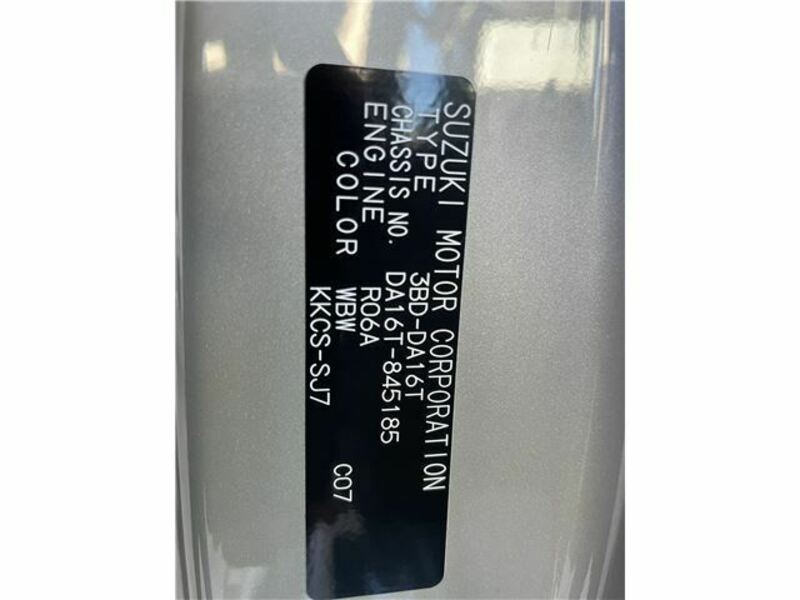 SUZUKI MOTOR CORPORATION
TYPE 3BD-DA16T
CHASSIS NO. DA16T-845185
ENGINE R06A
COLOR WBW C07
KKCS-SJ7